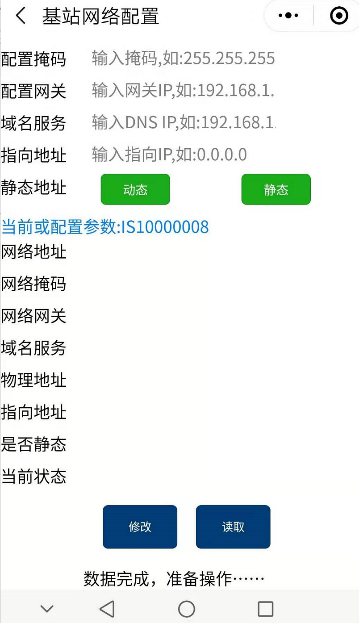 基站网络配置
配置掩码 输入掩码,如:255.255.255
配置网关 输入网关IP,如:192.168.1.
域名服务 输入DNS IP,如:192.168.1
指向地址 输入指向IP,如:0.0.0.0
静态地址 动态 静态
当前或配置参数:IS10000008
网络地址
网络掩码
网络网关
域名服务
物理地址
指向地址
是否静态
当前状态
修改 读取
数据完成，准备操作……